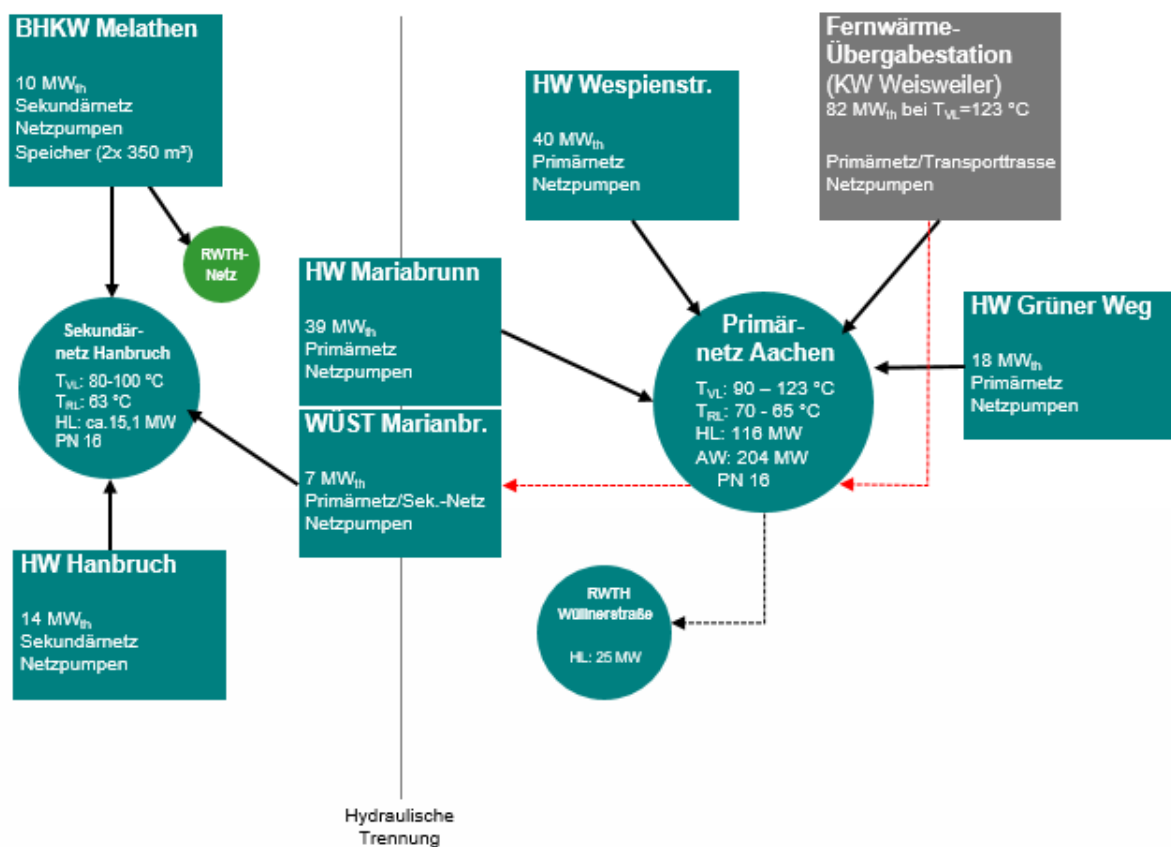 BHKW Melathen
10 MWth
Sekundärnetz
Netzpumpen
Speicher (2x 350 m³)
RWTH-
Netz
HW Wespienstr.
40 MWth
Primärnetz
Netzpumpen
Fernwärme-
Übergabestation
(KW Weisweiler)
82 MWth bei TVL=123 °C
Primärnetz/Transporttrasse
Netzpumpen
HW Mariabrunn
39 MWth
Primärnetz
Netzpumpen
WÜST Marianbr.
7 MWth
Primärnetz/Sek.-Netz
Netzpumpen
Sekundär-
netz Hanbruch
TVL: 80-100 °C
TRL: 63 °C
HL: ca.15,1 MW
PN 16
Primär-
netz Aachen
TVL: 90 – 123 °C
TRL: 70 - 65 °C
HL: 116 MW
AW: 204 MW
PN 16
HW Grüner Weg
18 MWth
Primärnetz
Netzpumpen
HW Hanbruch
14 MWth
Sekundärnetz
Netzpumpen
RWTH
Wüllnerstraße
HL: 25 MW
Hydraulische
Trennung